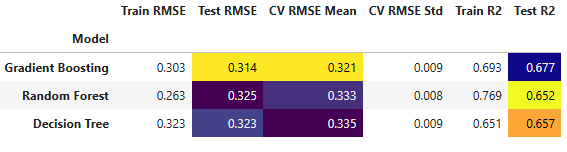 Train RMSE Test RMSE CV RMSE Mean CV RMSE Std Train R2 Test R2
Model
Gradient Boosting 0.303 0.314 0.321 0.009 0.693 0.677
Random Forest 0.263 0.325 0.333 0.008 0.769 0.652
Decision Tree 0.323 0.323 0.335 0.009 0.651 0.657